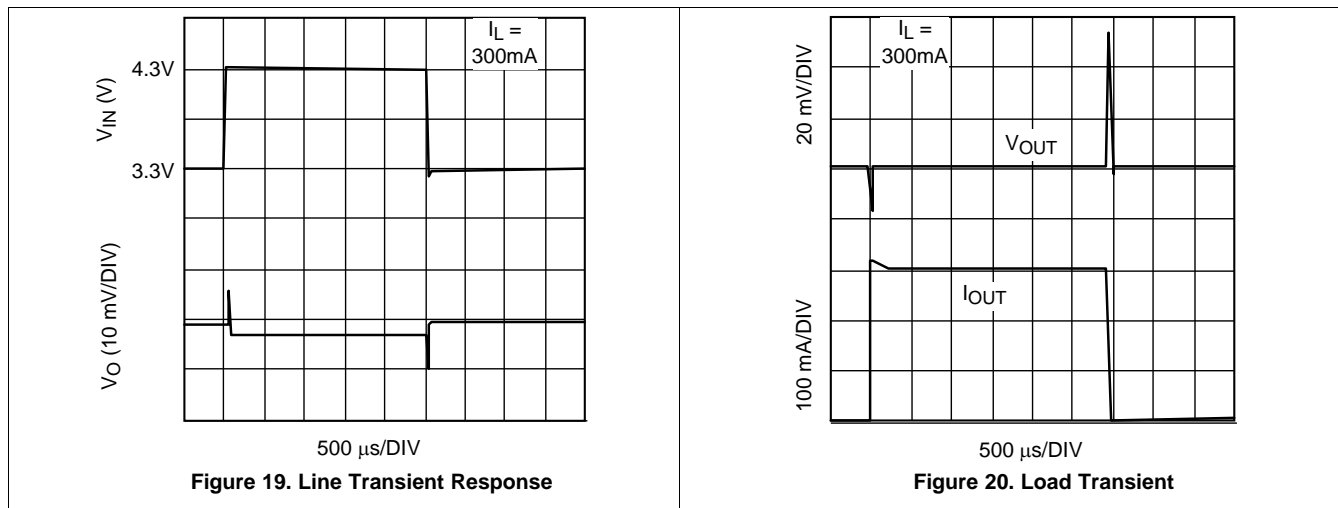 I_L =
300mA
4.3V
V_IN (V)
3.3V
V_O (10 mV/DIV)
500 μs/DIV
Figure 19. Line Transient Response
I_L =
300mA
20 mV/DIV
V_OUT
I_OUT
100 mA/DIV
500 μs/DIV
Figure 20. Load Transient